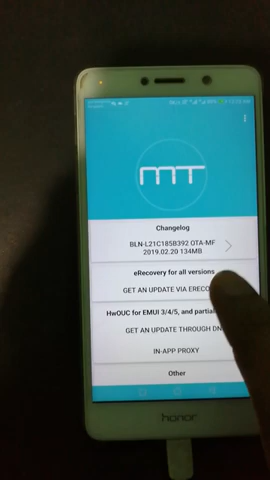 MT
Changelog
BLN-L21C185B392 OTA-MF
2019.02.20 134MB
eRecovery for all versions
GET AN UPDATE VIA ERECO
HwOUC for EMUI 3/4/5, and partial
GET AN UPDATE THROUGH DN
IN-APP PROXY
Other
honor